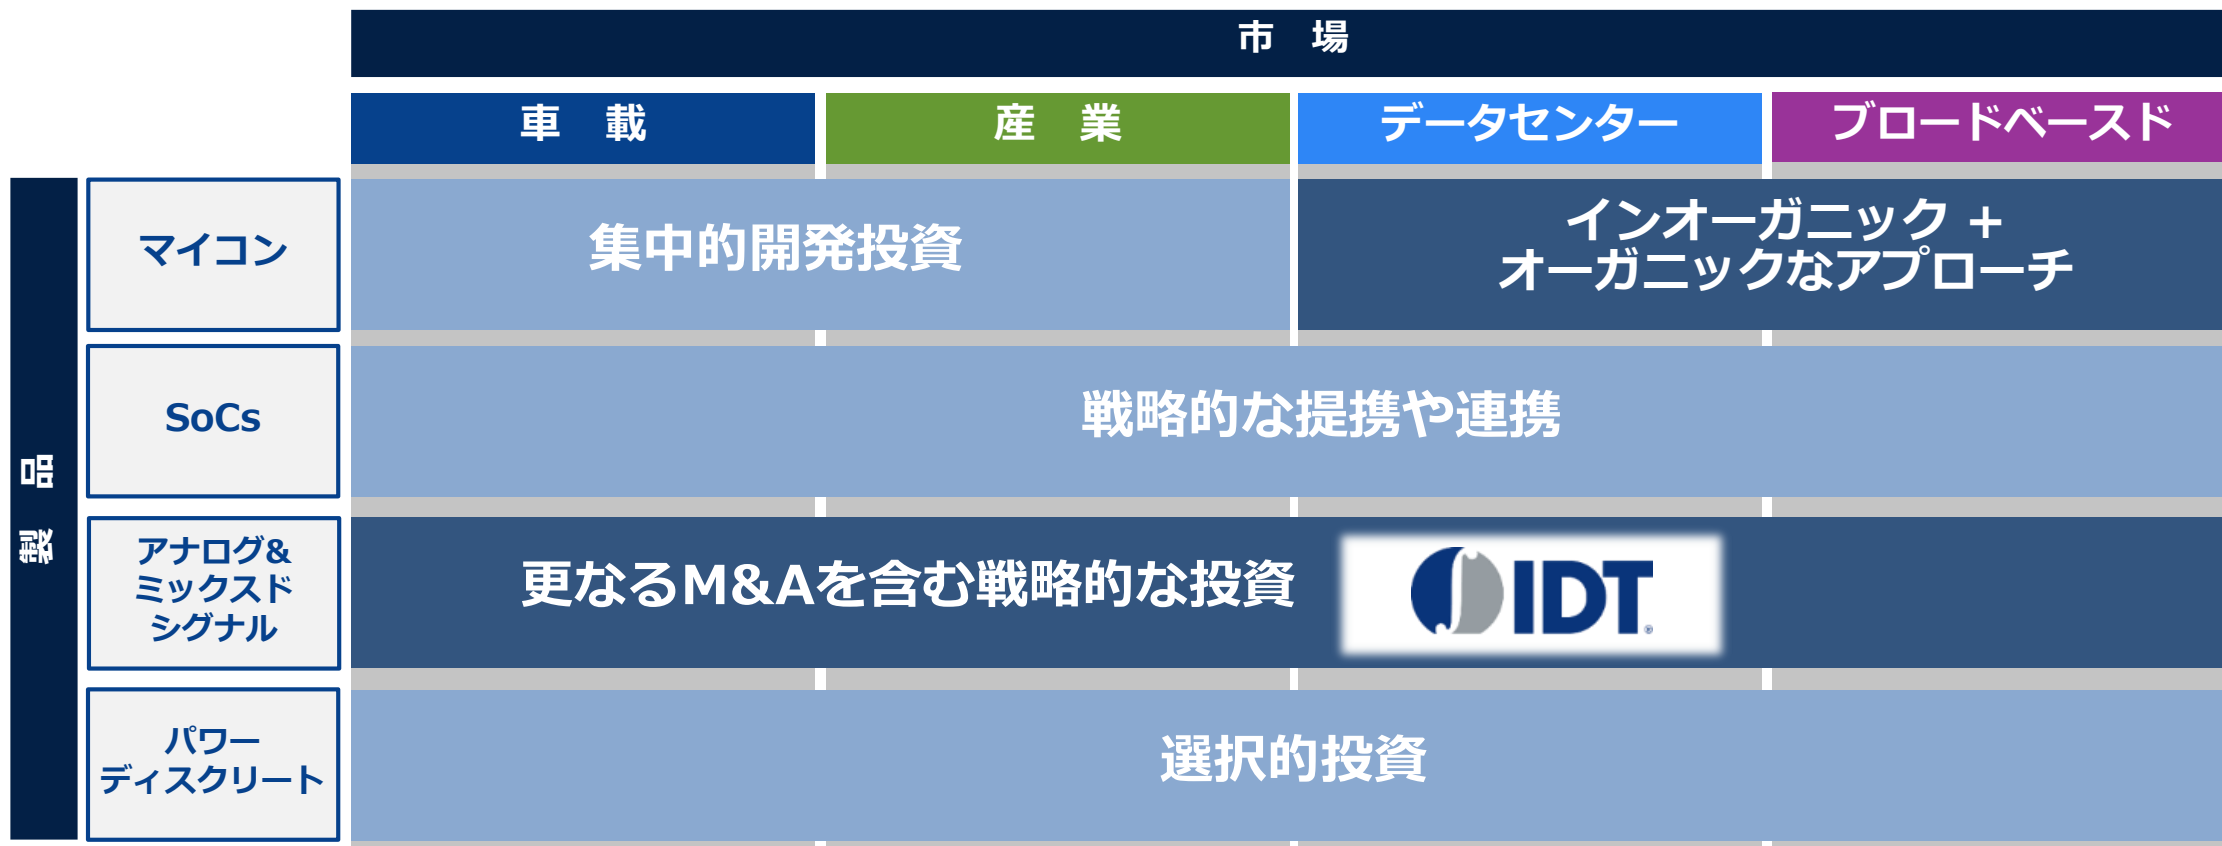 市　場
車　載
産　業
データセンター
ブロードベースド
製　品
マイコン
集中的開発投資
インオーガニック +
オーガニックなアプローチ
SoCs
戦略的な提携や連携
アナログ&
ミックスド
シグナル
更なるM&Aを含む戦略的な投資
IDT®
パワー
ディスクリート
選択的投資